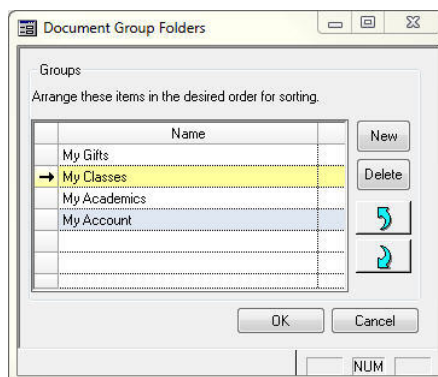 Document Group Folders
Groups
Arrange these items in the desired order for sorting.
Name
New
My Gifts
My Classes
Delete
My Academics
My Account
OK
Cancel
NUM